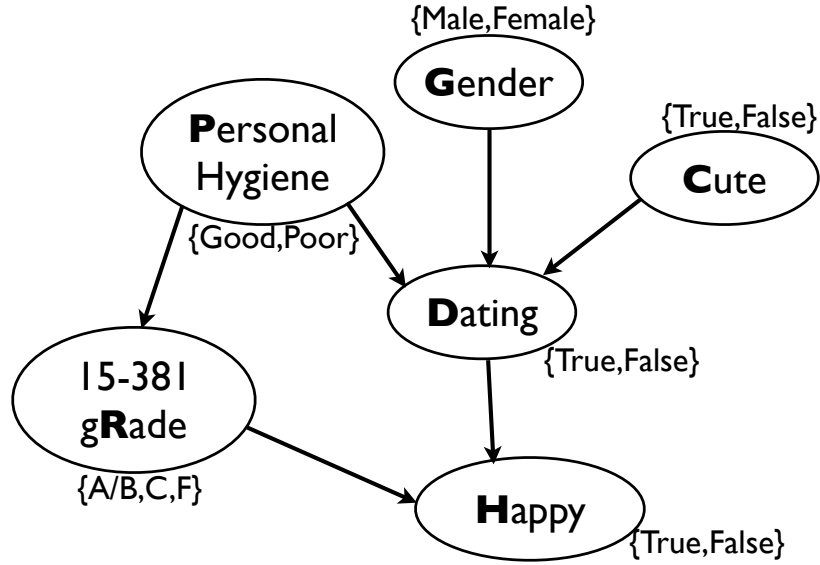 {Male,Female}
Gender
Personal
Hygiene
{Good,Poor}
{True,False}
Cute
Dating
{True,False}
15-381
gRade
{A/B,C,F}
Happy
{True,False}